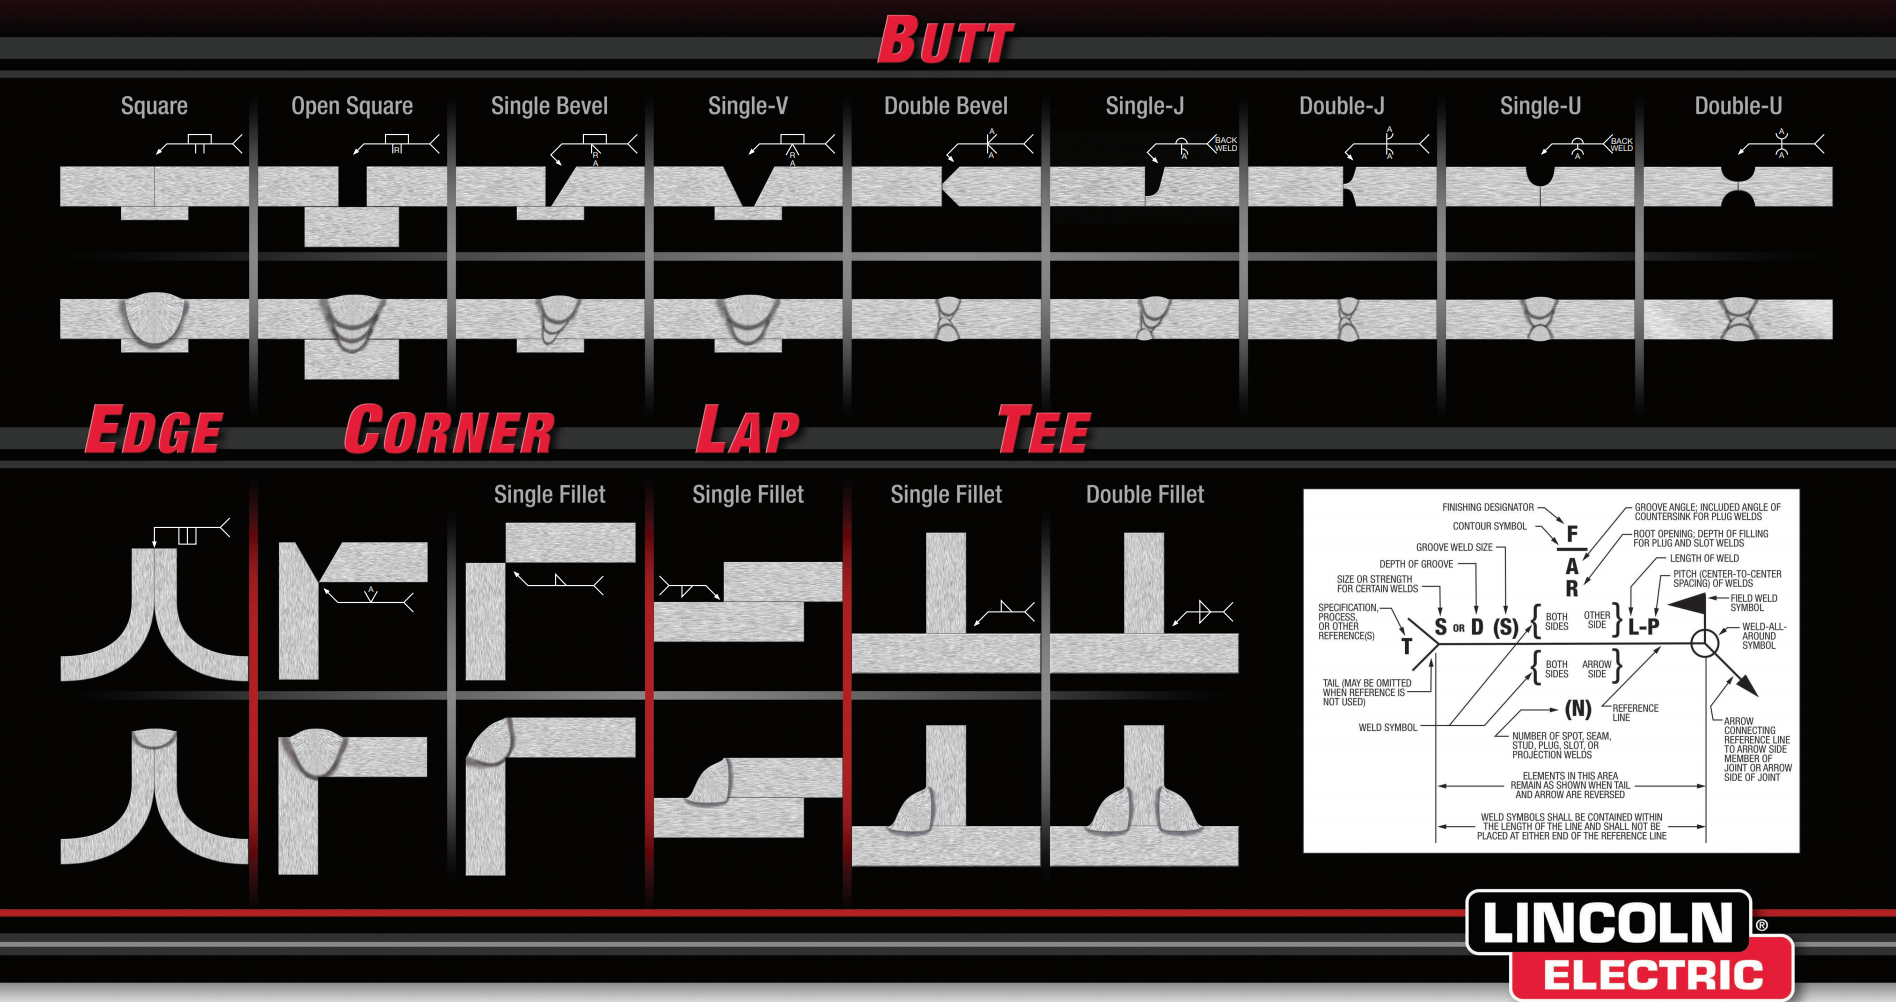 BUTT
Square
Open Square
Single Bevel
Single-V
Double Bevel
Single-J
Double-J
Single-U
Double-U
R
R
A
R
A
A
A
A
BACK
WELD
A
A
A
BACK
WELD
A
A
EDGE
CORNER
LAP
TEE
Single Fillet
Single Fillet
Single Fillet
Double Fillet
A
FINISHING DESIGNATOR
CONTOUR SYMBOL
GROOVE WELD SIZE
DEPTH OF GROOVE
SIZE OR STRENGTH
FOR CERTAIN WELDS
SPECIFICATION,
PROCESS,
OR OTHER
REFERENCE(S)
T
TAIL (MAY BE OMITTED
WHEN REFERENCE IS
NOT USED)
WELD SYMBOL
F
A
R
S OR D (S)
{ BOTH
SIDES
OTHER
SIDE }
L-P
{ BOTH
SIDES
ARROW
SIDE }
(N)
GROOVE ANGLE; INCLUDED ANGLE OF
COUNTERSINK FOR PLUG WELDS
ROOT OPENING; DEPTH OF FILLING
FOR PLUG AND SLOT WELDS
LENGTH OF WELD
PITCH (CENTER-TO-CENTER
SPACING) OF WELDS
FIELD WELD
SYMBOL
WELD-ALL-
AROUND
SYMBOL
REFERENCE
LINE
ARROW
CONNECTING
REFERENCE LINE
TO ARROW SIDE
MEMBER OF
JOINT OR ARROW
SIDE OF JOINT
NUMBER OF SPOT, SEAM,
STUD, PLUG, SLOT, OR
PROJECTION WELDS
ELEMENTS IN THIS AREA
REMAIN AS SHOWN WHEN TAIL
AND ARROW ARE REVERSED
WELD SYMBOLS SHALL BE CONTAINED WITHIN
THE LENGTH OF THE LINE AND SHALL NOT BE
PLACED AT EITHER END OF THE REFERENCE LINE
LINCOLN ®
ELECTRIC